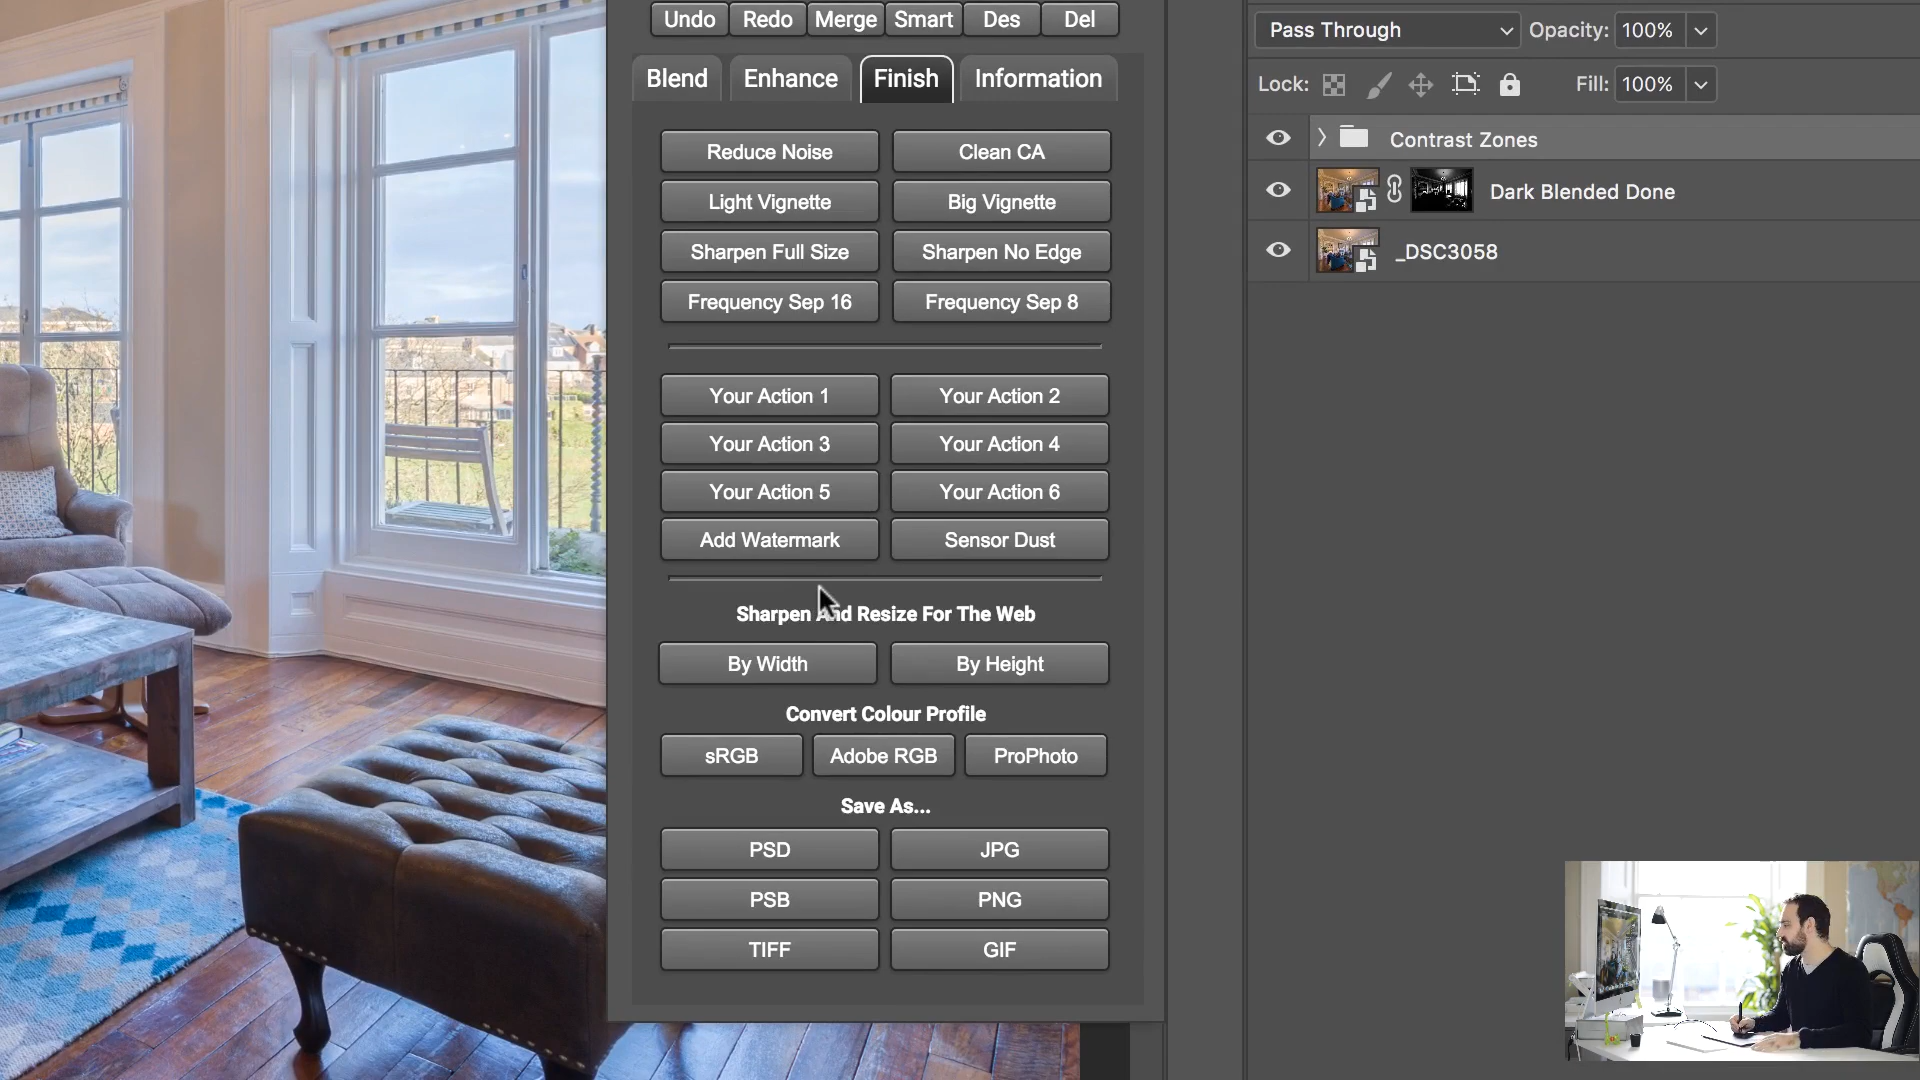 Undo Redo Merge Smart Des Del
Blend Enhance Finish Information
Reduce Noise Clean CA
Light Vignette Big Vignette
Sharpen Full Size Sharpen No Edge
Frequency Sep 16 Frequency Sep 8
Your Action 1 Your Action 2
Your Action 3 Your Action 4
Your Action 5 Your Action 6
Add Watermark Sensor Dust
Sharpen And Resize For The Web
By Width By Height
Convert Colour Profile
sRGB Adobe RGB ProPhoto
Save As...
PSD JPG
PSB PNG
TIFF GIF
Pass Through Opacity: 100%
Lock: Fill: 100%
Contrast Zones
Dark Blended Done
_DSC3058